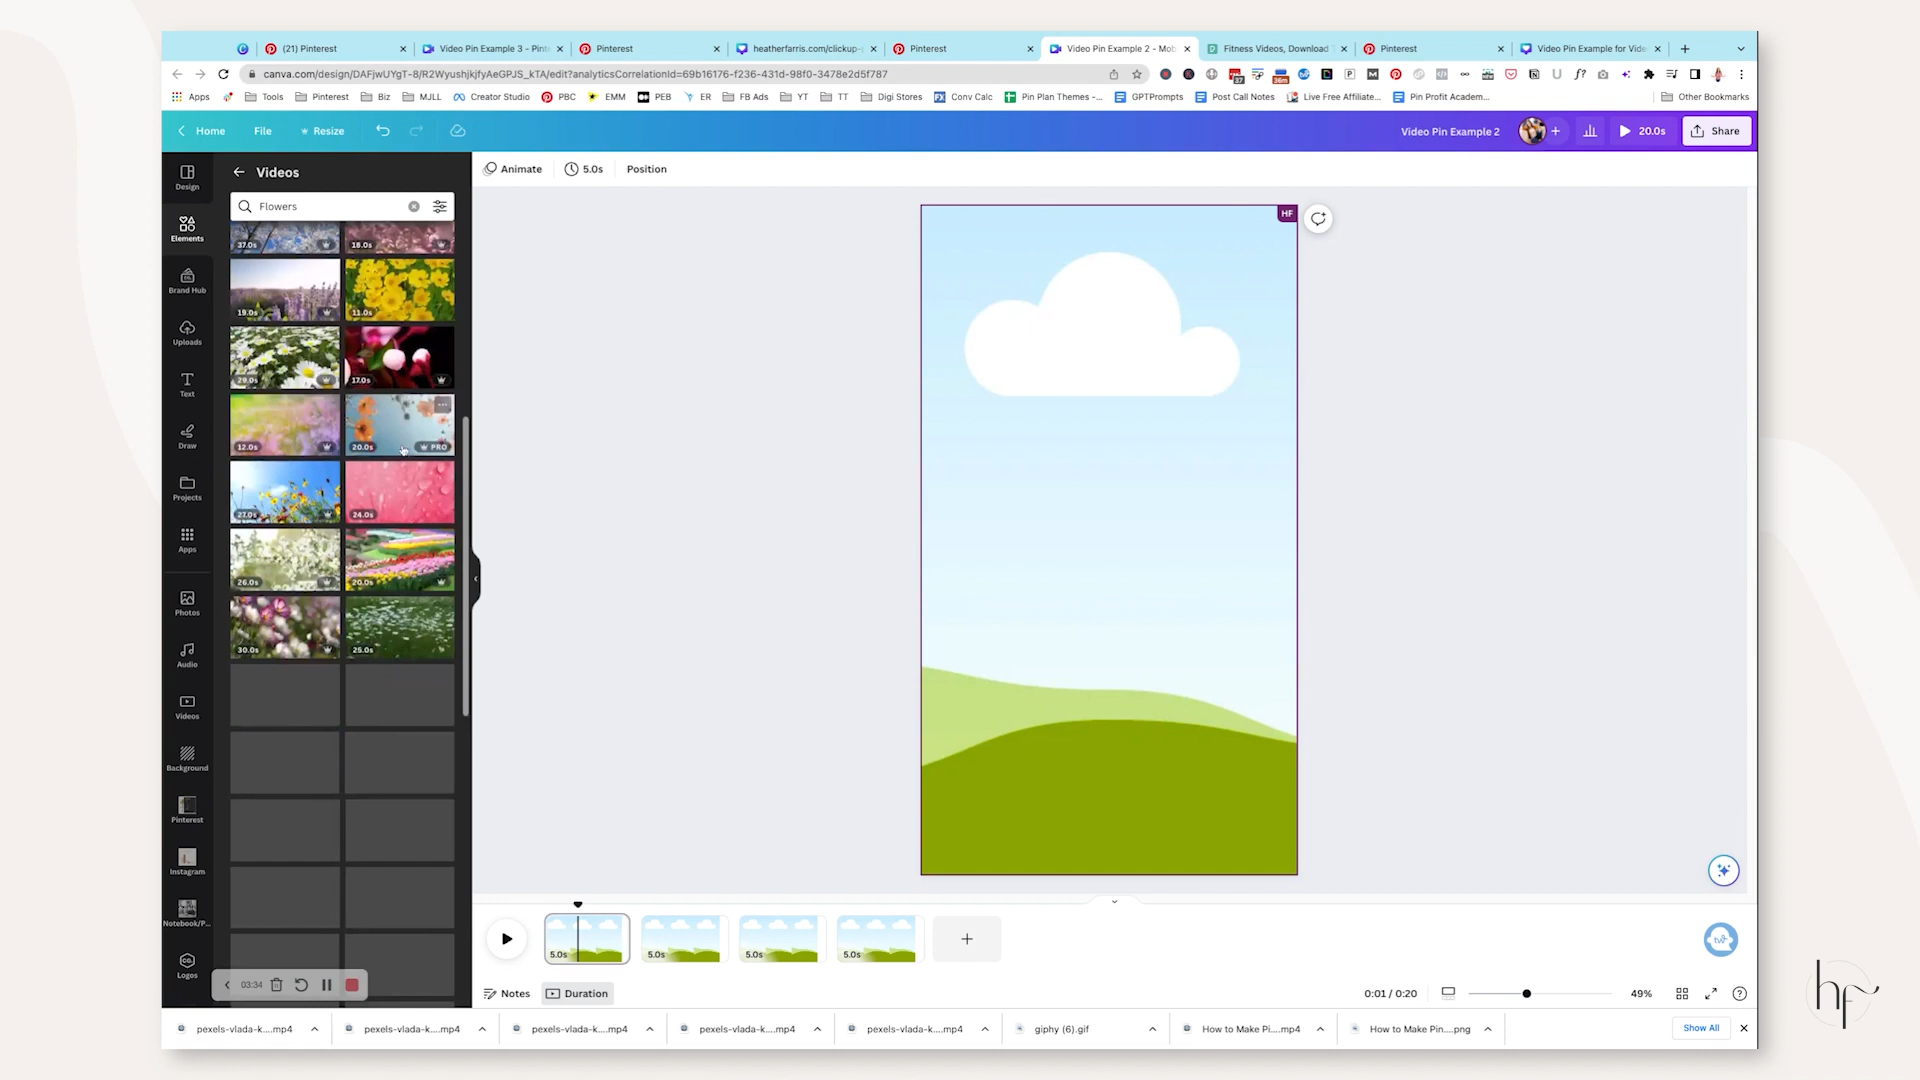 (21) Pinterest
Video Pin Example 3 - Pint
Pinterest
heatherfarris.com/clickup-
Pinterest
Video Pin Example 2 - Mob
Fitness Videos, Download
Pinterest
Video Pin Example for Vide
canva.com/design/DAFjwUYgT-8/R2WyushjkjfyAeGPJS_kTA/edit?analyticsCorrelationId=69b16176-f236-431d-98f0-3478e2d5f787
Apps
Tools
Pinterest
Biz
MJLL
Creator Studio
PBC
EMM
PEB
ER
FB Ads
YT
TT
Digi Stores
Conv Calc
Pin Plan Themes -...
GPTPrompts
Post Call Notes
Live Free Affiliate...
Pin Profit Academ...
Other Bookmarks
Home
File
Resize
Video Pin Example 2
20.0s
Share
Design
Elements
Brand Hub
Uploads
Text
Draw
Projects
Apps
Photos
Audio
Videos
Background
Pinterest
Instagram
Notebook/P...
Logos
Videos
Flowers
37.0s
18.0s
19.0s
11.0s
29.0s
17.0s
12.0s
20.0s
PRO
27.0s
24.0s
26.0s
20.0s
30.0s
25.0s
03:34
Animate
5.0s
Position
HF
5.0s
5.0s
5.0s
5.0s
Notes
Duration
0:01 / 0:20
49%
pexels-vlada-k....mp4
pexels-vlada-k....mp4
pexels-vlada-k....mp4
pexels-vlada-k....mp4
pexels-vlada-k....mp4
giphy (6).gif
How to Make Pi....mp4
How to Make Pin....png
Show All
hf